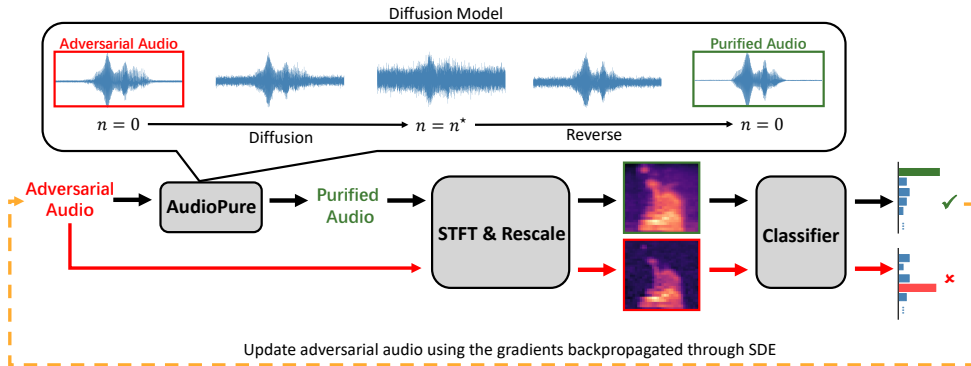 Diffusion Model
Adversarial Audio
Purified Audio
n = 0
Diffusion
n = n*
Reverse
n = 0
Adversarial
Audio
AudioPure
Purified
Audio
STFT & Rescale
Classifier
...
...
Update adversarial audio using the gradients backpropagated through SDE